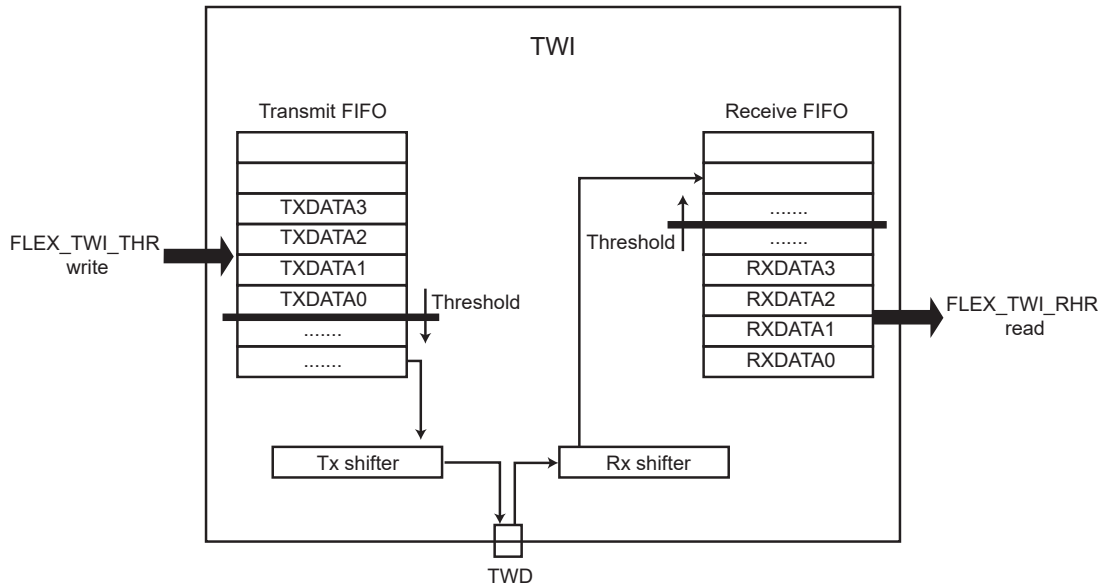 TWI
Transmit FIFO
TXDATA3
TXDATA2
TXDATA1
TXDATA0
.......
.......
FLEX_TWI_THR
write
Threshold
Receive FIFO
.......
.......
RXDATA3
RXDATA2
RXDATA1
RXDATA0
Threshold
FLEX_TWI_RHR
read
Tx shifter
Rx shifter
TWD